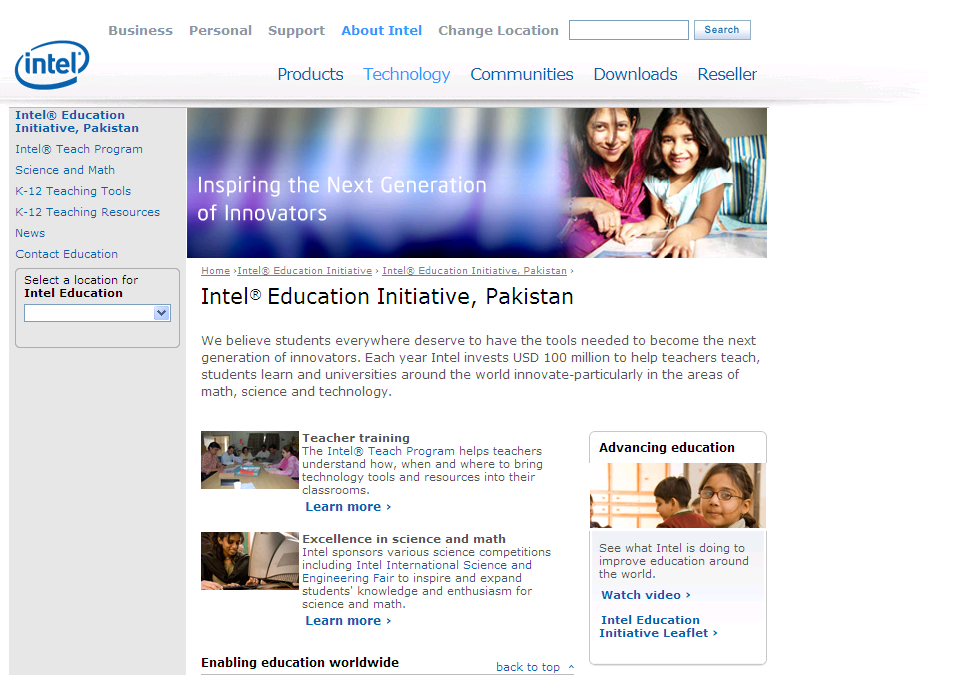 Business Personal Support About Intel Change Location Search
intel
Products Technology Communities Downloads Reseller
Intel® Education
Initiative, Pakistan
Intel® Teach Program
Science and Math
K-12 Teaching Tools
K-12 Teaching Resources
News
Contact Education
Select a location for
Intel Education
Inspiring the Next Generation
of Innovators
Home ›Intel® Education Initiative › Intel® Education Initiative, Pakistan ›
Intel® Education Initiative, Pakistan
We believe students everywhere deserve to have the tools needed to become the next
generation of innovators. Each year Intel invests USD 100 million to help teachers teach,
students learn and universities around the world innovate-particularly in the areas of
math, science and technology.
Teacher training
The Intel® Teach Program helps teachers
understand how, when and where to bring
technology tools and resources into their
classrooms.
Learn more ›
Excellence in science and math
Intel sponsors various science competitions
including Intel International Science and
Engineering Fair to inspire and expand
students' knowledge and enthusiasm for
science and math.
Learn more ›
Advancing education
See what Intel is doing to
improve education around
the world.
Watch video ›
Intel Education
Initiative Leaflet ›
Enabling education worldwide
back to top ^